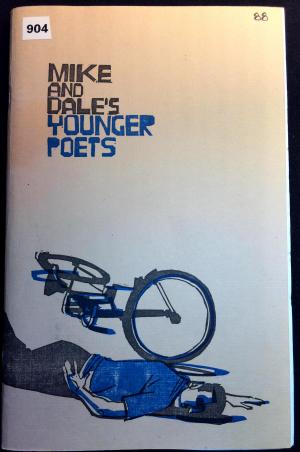 904
88
MIKE
AND
DALE'S
YOUNGER
POETS